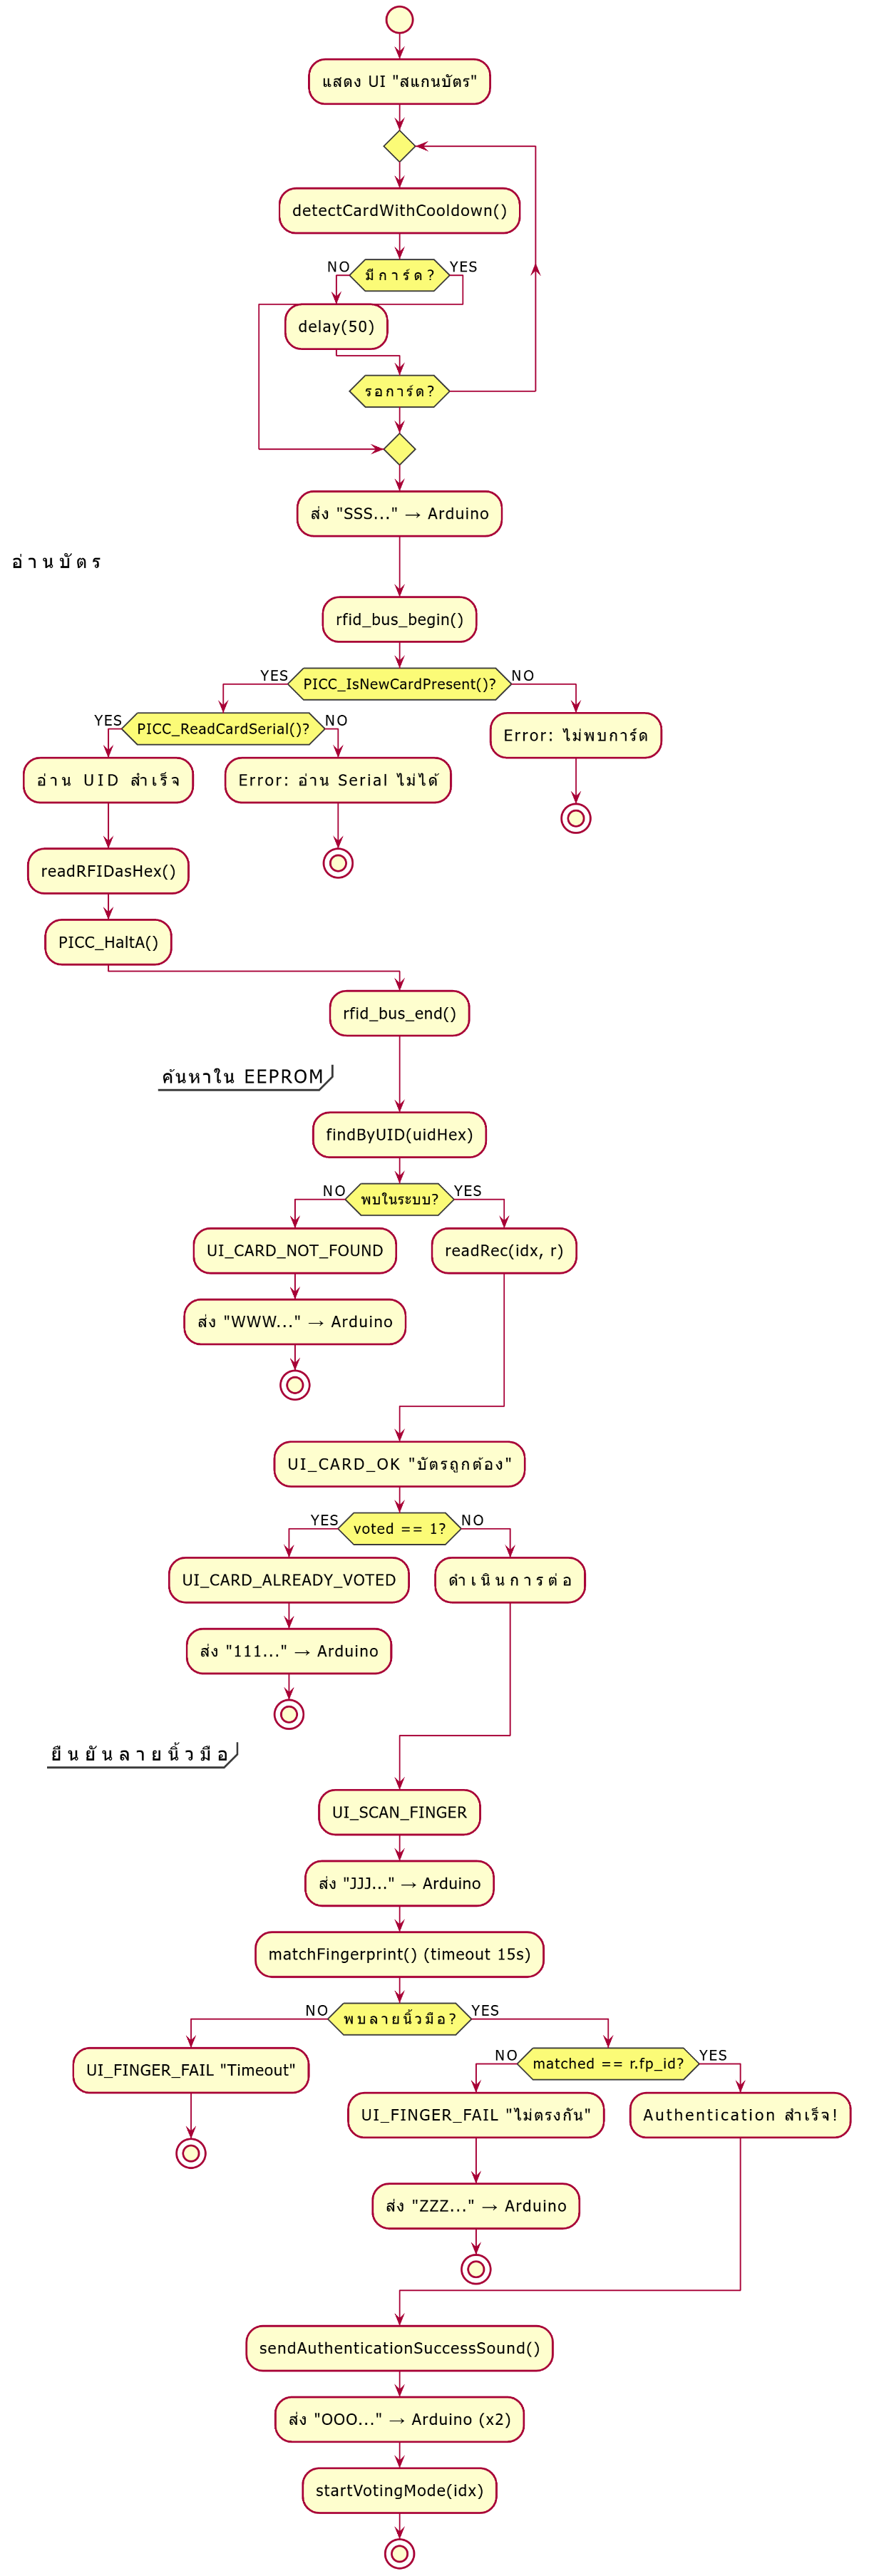 แสดง UI "สแกนบัตร"
detectCardWithCooldown()
NO
มีการ์ด?
YES
delay(50)
รอการ์ด?
ส่ง "SSS..." → Arduino
อ่านบัตร
rfid_bus_begin()
YES
PICC_IsNewCardPresent()?
NO
YES
PICC_ReadCardSerial()?
NO
Error: ไม่พบการ์ด
อ่าน UID สำเร็จ
Error: อ่าน Serial ไม่ได้
readRFIDasHex()
PICC_HaltA()
rfid_bus_end()
ค้นหาใน EEPROM
findByUID(uidHex)
NO
พบในระบบ?
YES
UI_CARD_NOT_FOUND
readRec(idx, r)
ส่ง "WWW..." → Arduino
UI_CARD_OK "บัตรถูกต้อง"
YES
voted == 1?
NO
UI_CARD_ALREADY_VOTED
ดำเนินการต่อ
ส่ง "111..." → Arduino
ยืนยันลายนิ้วมือ
UI_SCAN_FINGER
ส่ง "JJJ..." → Arduino
matchFingerprint() (timeout 15s)
NO
พบลายนิ้วมือ?
YES
UI_FINGER_FAIL "Timeout"
NO
matched == r.fp_id?
YES
UI_FINGER_FAIL "ไม่ตรงกัน"
Authentication สำเร็จ!
ส่ง "ZZZ..." → Arduino
sendAuthenticationSuccessSound()
ส่ง "OOO..." → Arduino (x2)
startVotingMode(idx)